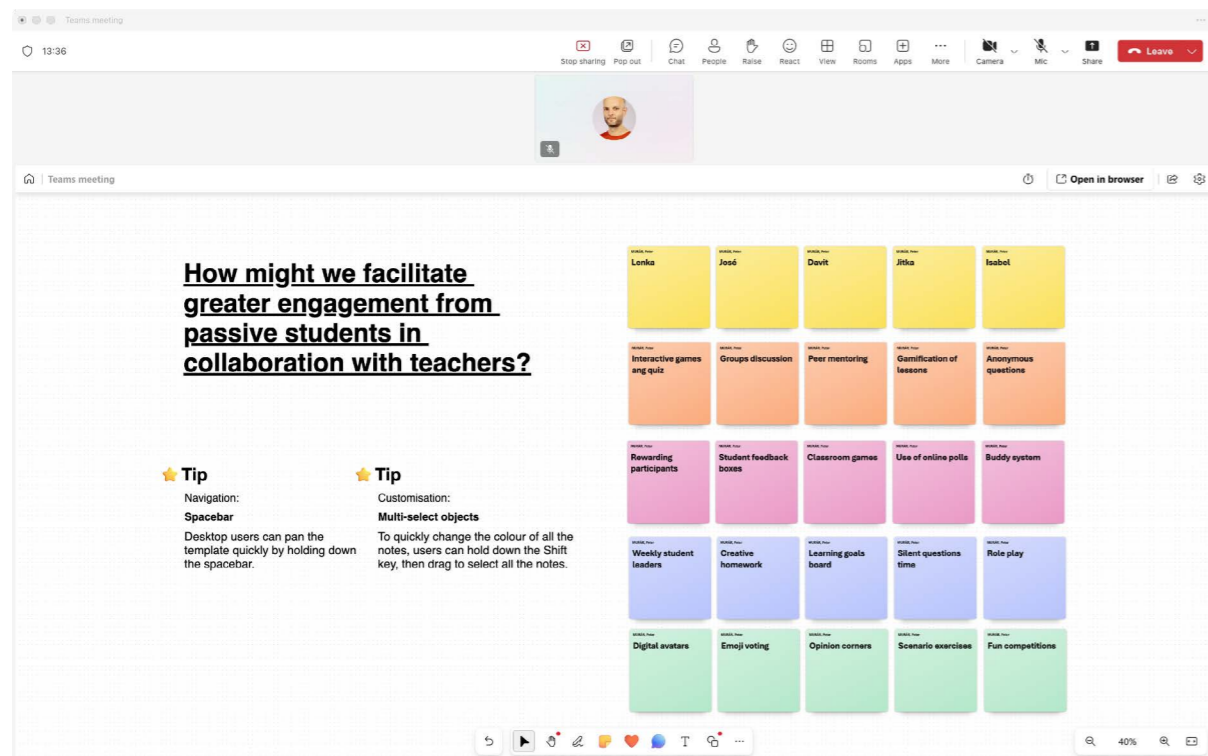 Teams meeting
13:36
Stop sharing
Pop out
Chat
People
Raise
React
View
Rooms
Apps
More
Camera
Mic
Share
Leave
Teams meeting
Open in browser
How might we facilitate
greater engagement from
passive students in
collaboration with teachers?
Tip
Navigation:
Spacebar
Desktop users can pan the
template quickly by holding down
the spacebar.
Tip
Customisation:
Multi-select objects
To quickly change the colour of all the
notes, users can hold down the Shift
key, then drag to select all the notes.
Lenka
José
Davit
Jitka
Isabel
Interactive games
ang quiz
Groups discussion
Peer mentoring
Gamification of
lessons
Anonymous
questions
Rewarding
participants
Student feedback
boxes
Classroom games
Use of online polls
Buddy system
Weekly student
leaders
Creative
homework
Learning goals
board
Silent questions
time
Role play
Digital avatars
Emoji voting
Opinion corners
Scenario exercises
Fun competitions
T
40%